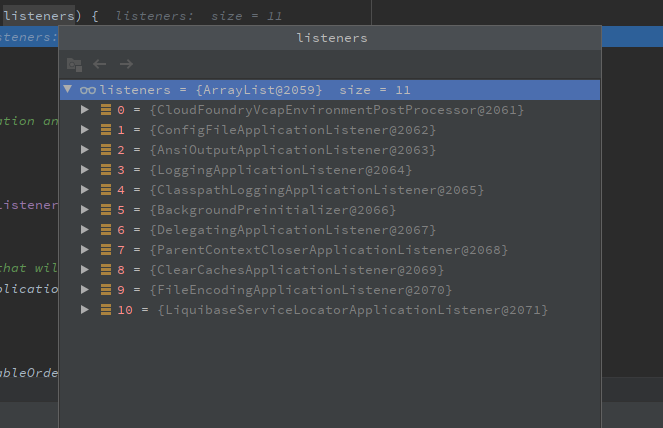 listeners) {  listeners:  size = 11
steners:
listeners
listeners = {ArrayList@2059}  size = 11
0 = {CloudFoundryVcapEnvironmentPostProcessor@2061}
ation an
1 = {ConfigFileApplicationListener@2062}
2 = {AnsiOutputApplicationListener@2063}
3 = {LoggingApplicationListener@2064}
4 = {ClasspathLoggingApplicationListener@2065}
listener
5 = {BackgroundPreinitializer@2066}
6 = {DelegatingApplicationListener@2067}
7 = {ParentContextCloserApplicationListener@2068}
that wil
8 = {ClearCachesApplicationListener@2069}
plicatio
9 = {FileEncodingApplicationListener@2070}
10 = {LiquibaseServiceLocatorApplicationListener@2071}
ableOrde